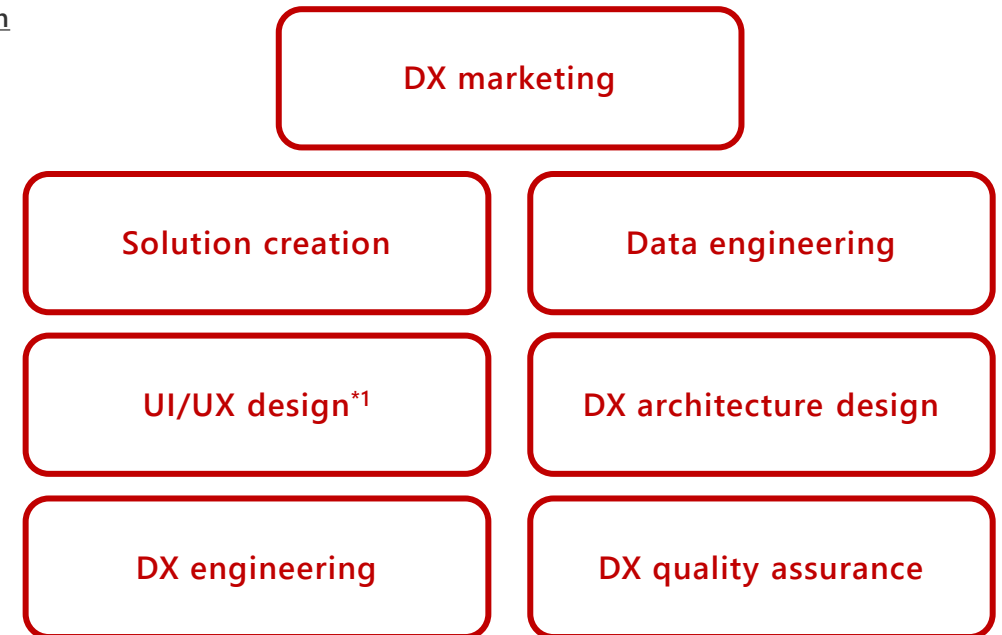 DX marketing
Solution creation
Data engineering
UI/UX design*1
DX architecture design
DX engineering
DX quality assurance